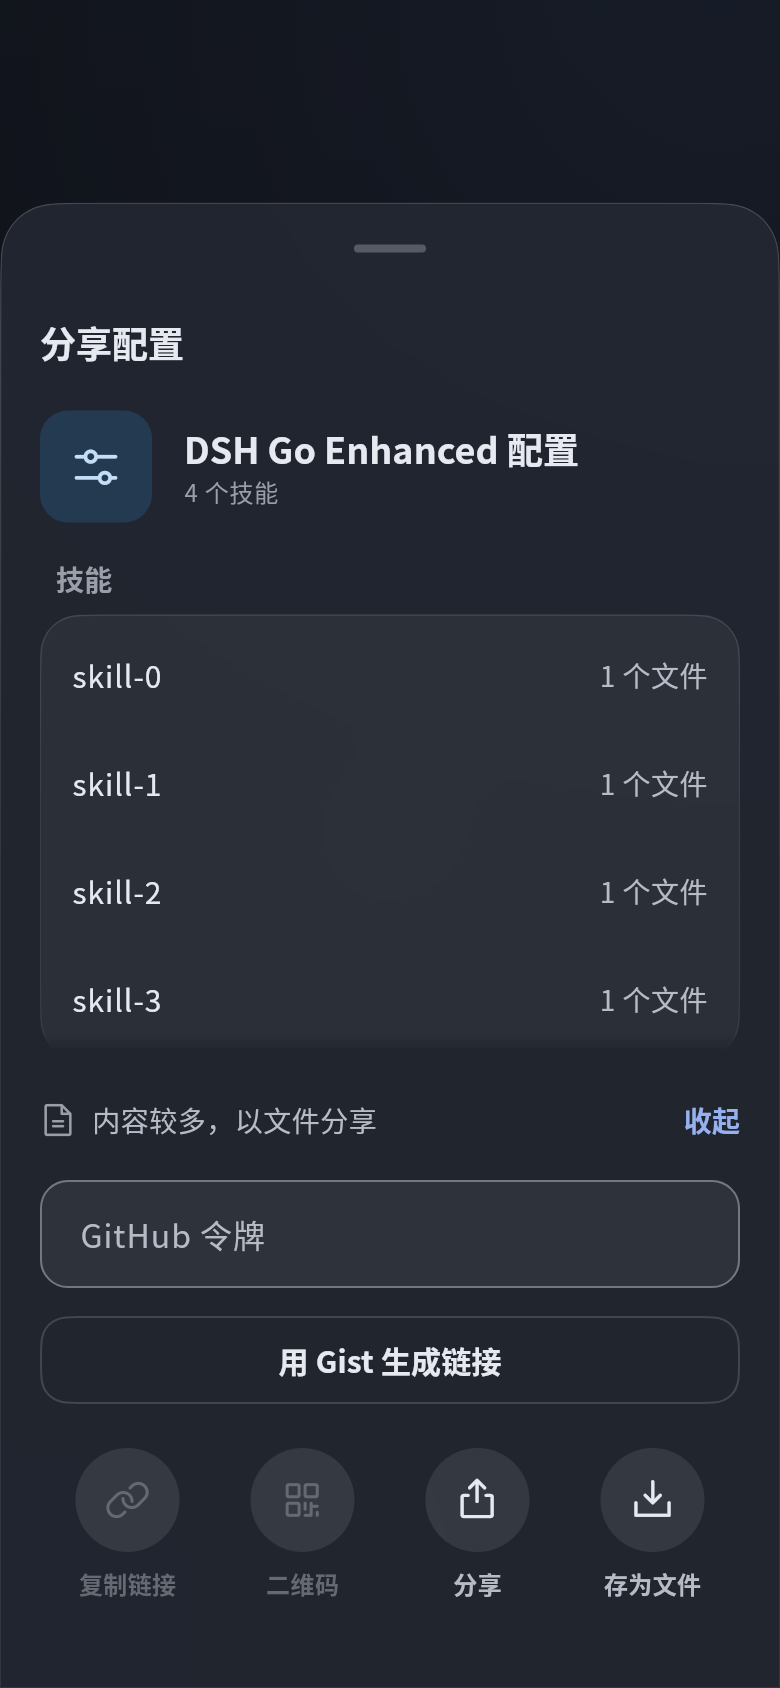 分享配置
DSH Go Enhanced 配置
4 个技能
技能
skill-0 1 个文件
skill-1 1 个文件
skill-2 1 个文件
skill-3 1 个文件
内容较多，以文件分享 收起
GitHub 令牌
用 Gist 生成链接
复制链接 二维码 分享 存为文件